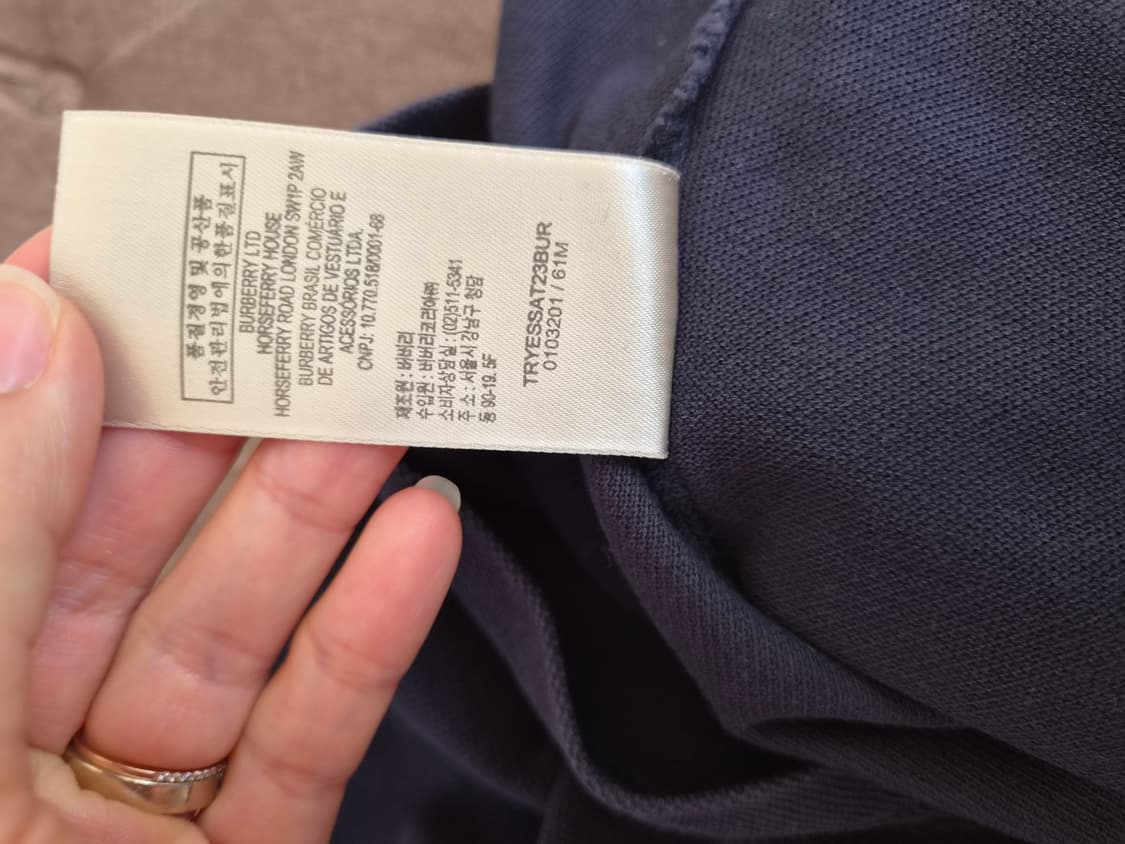 품질경영 및 공산품
안전관리법에의한품질표시
BURBERRY LTD
HORSEFERRY HOUSE
HORSEFERRY ROAD LONDON SW1P 2AW
BURBERRY BRASIL COMÉRCIO
DE ARTIGOS DE VESTUÁRIO E
ACESSÓRIOS LTDA.
CNPJ: 10.770.518/0001-68
제조원 : 버버리
수입원 : 버버리코리아㈜
소비자상담실 : (02)511-5341
주 소 : 서울시 강남구 청담
동 90-19. 5F
TRYESSAT23BUR
0103201 / 61M